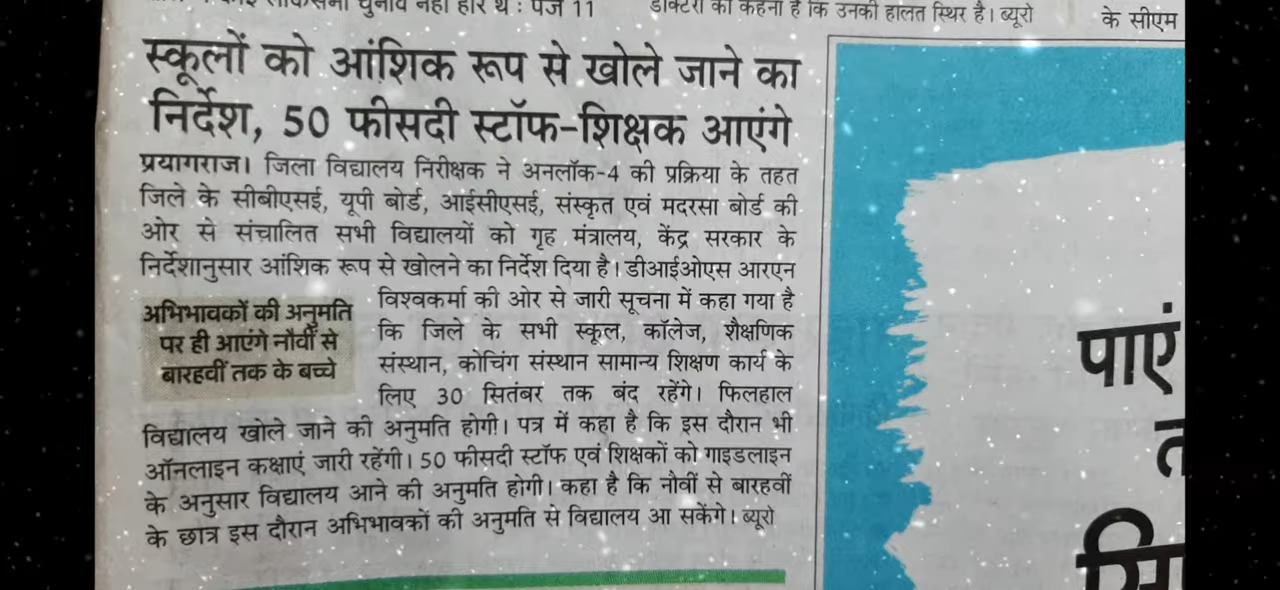 चुनाव नहीं हारे थे : पेज 11
डॉक्टरों का कहना है कि उनकी हालत स्थिर है। ब्यूरो
के सीएम
स्कूलों को आंशिक रूप से खोले जाने का
निर्देश, 50 फीसदी स्टॉफ-शिक्षक आएंगे
प्रयागराज। जिला विद्यालय निरीक्षक ने अनलॉक-4 की प्रक्रिया के तहत
जिले के सीबीएसई, यूपी बोर्ड, आईसीएसई, संस्कृत एवं मदरसा बोर्ड की
ओर से संचालित सभी विद्यालयों को गृह मंत्रालय, केंद्र सरकार के
निर्देशानुसार आंशिक रूप से खोलने का निर्देश दिया है। डीआईओएस आरएन
विश्वकर्मा की ओर से जारी सूचना में कहा गया है
कि जिले के सभी स्कूल, कॉलेज, शैक्षणिक
संस्थान, कोचिंग संस्थान सामान्य शिक्षण कार्य के
लिए 30 सितंबर तक बंद रहेंगे। फिलहाल
अभिभावकों की अनुमति
पर ही आएंगे नौवीं से
बारहवीं तक के बच्चे
विद्यालय खोले जाने की अनुमति होगी। पत्र में कहा है कि इस दौरान भी
ऑनलाइन कक्षाएं जारी रहेंगी। 50 फीसदी स्टॉफ एवं शिक्षकों को गाइडलाइन
के अनुसार विद्यालय आने की अनुमति होगी। कहा है कि नौवीं से बारहवीं
के छात्र इस दौरान अभिभावकों की अनुमति से विद्यालय आ सकेंगे। ब्यूरो
पाएं
त